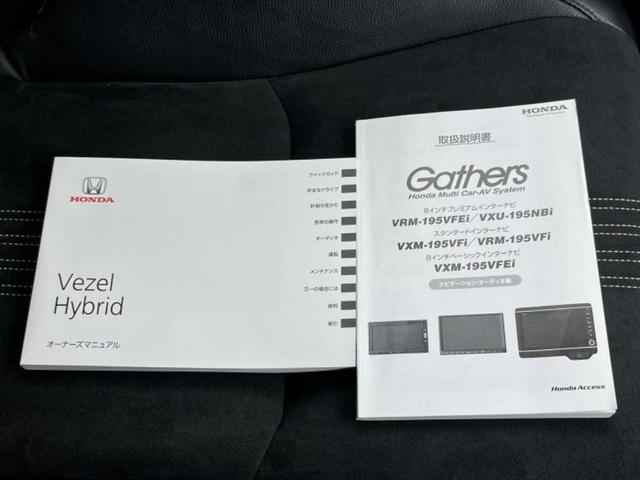 HONDA
Vezel
Hybrid
オーナーズマニュアル
クイックガイド
安全なドライブ
計器の見かた
各部の操作
オーディオ
運転
メンテナンス
万一の場合には
資料
索引
HONDA
The Power of Dreams
取扱説明書
Gathers
Honda Multi Car-AV System
8インチプレミアムインターナビ
VRM-195VFEi/VXU-195NBi
スタンダードインターナビ
VXM-195VFi/VRM-195VFi
8インチベーシックインターナビ
VXM-195VFEi
ナビゲーション・オーディオ編
Honda Access